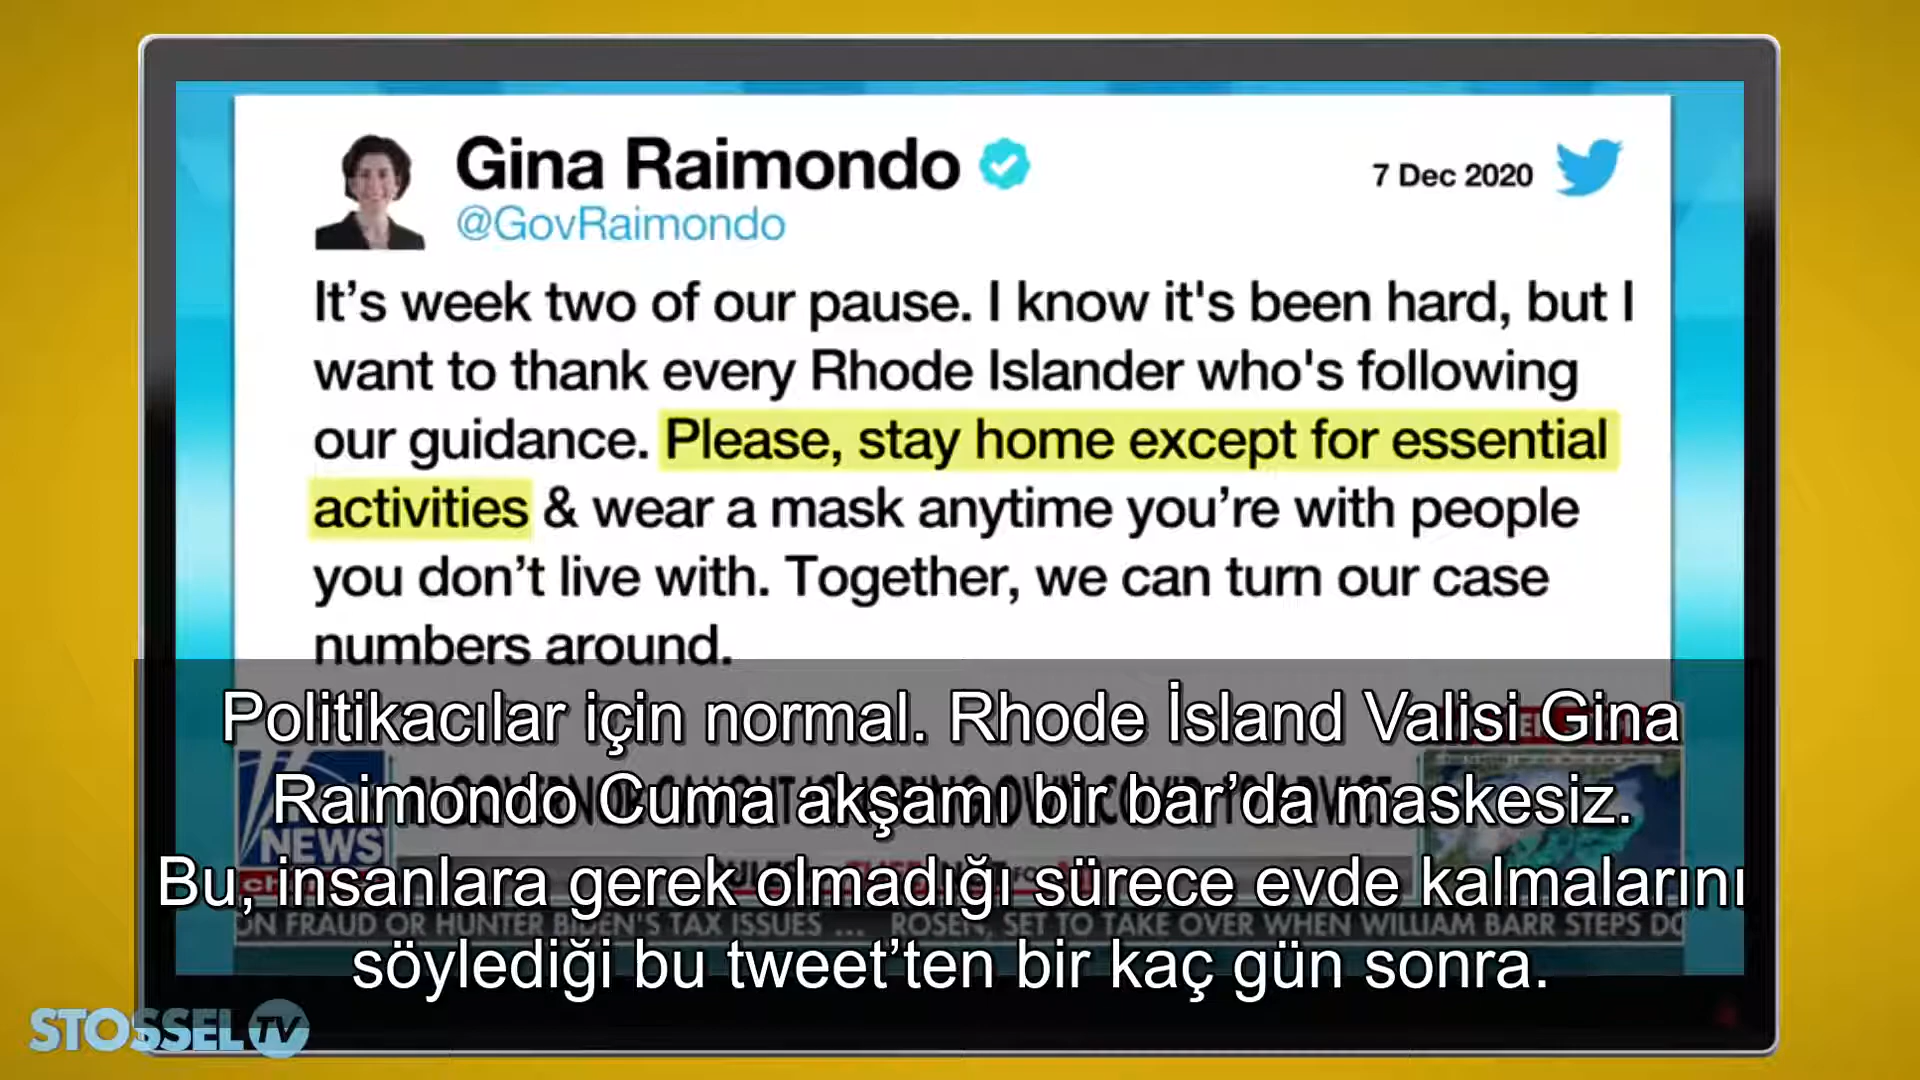 Gina Raimondo
7 Dec 2020
@GovRaimondo
It’s week two of our pause. I know it's been hard, but I
want to thank every Rhode Islander who's following
our guidance. Please, stay home except for essential
activities & wear a mask anytime you’re with people
you don’t live with. Together, we can turn our case
numbers around.
Politikacılar için normal. Rhode İsland Valisi Gina
Raimondo Cuma akşamı bir bar’da maskesiz.
Bu, insanlara gerek olmadığı sürece evde kalmalarını
söylediği bu tweet’ten bir kaç gün sonra.
NEWS
ON FRAUD OR HUNTER BIDEN'S TAX ISSUES ... ROSEN, SET TO TAKE OVER WHEN WILLIAM BARR STEPS
STOSSEL TV